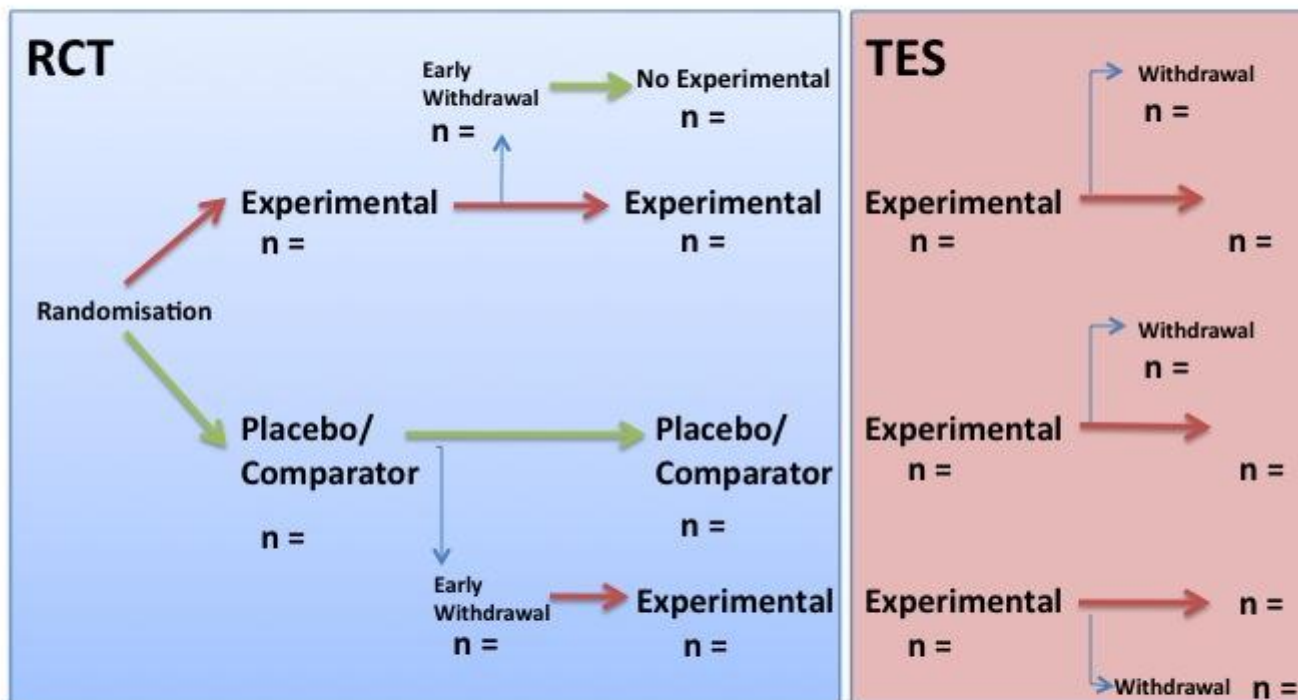 RCT
Early
Withdrawal
n =
No Experimental
n =
Experimental
n =
Experimental
n =
Randomisation
Placebo/
Comparator
n =
Placebo/
Comparator
n =
Early
Withdrawal
n =
Experimental
n =
TES
Withdrawal
n =
Experimental
n =
n =
Withdrawal
n =
Experimental
n =
n =
Experimental
n =
n =
Withdrawal n =